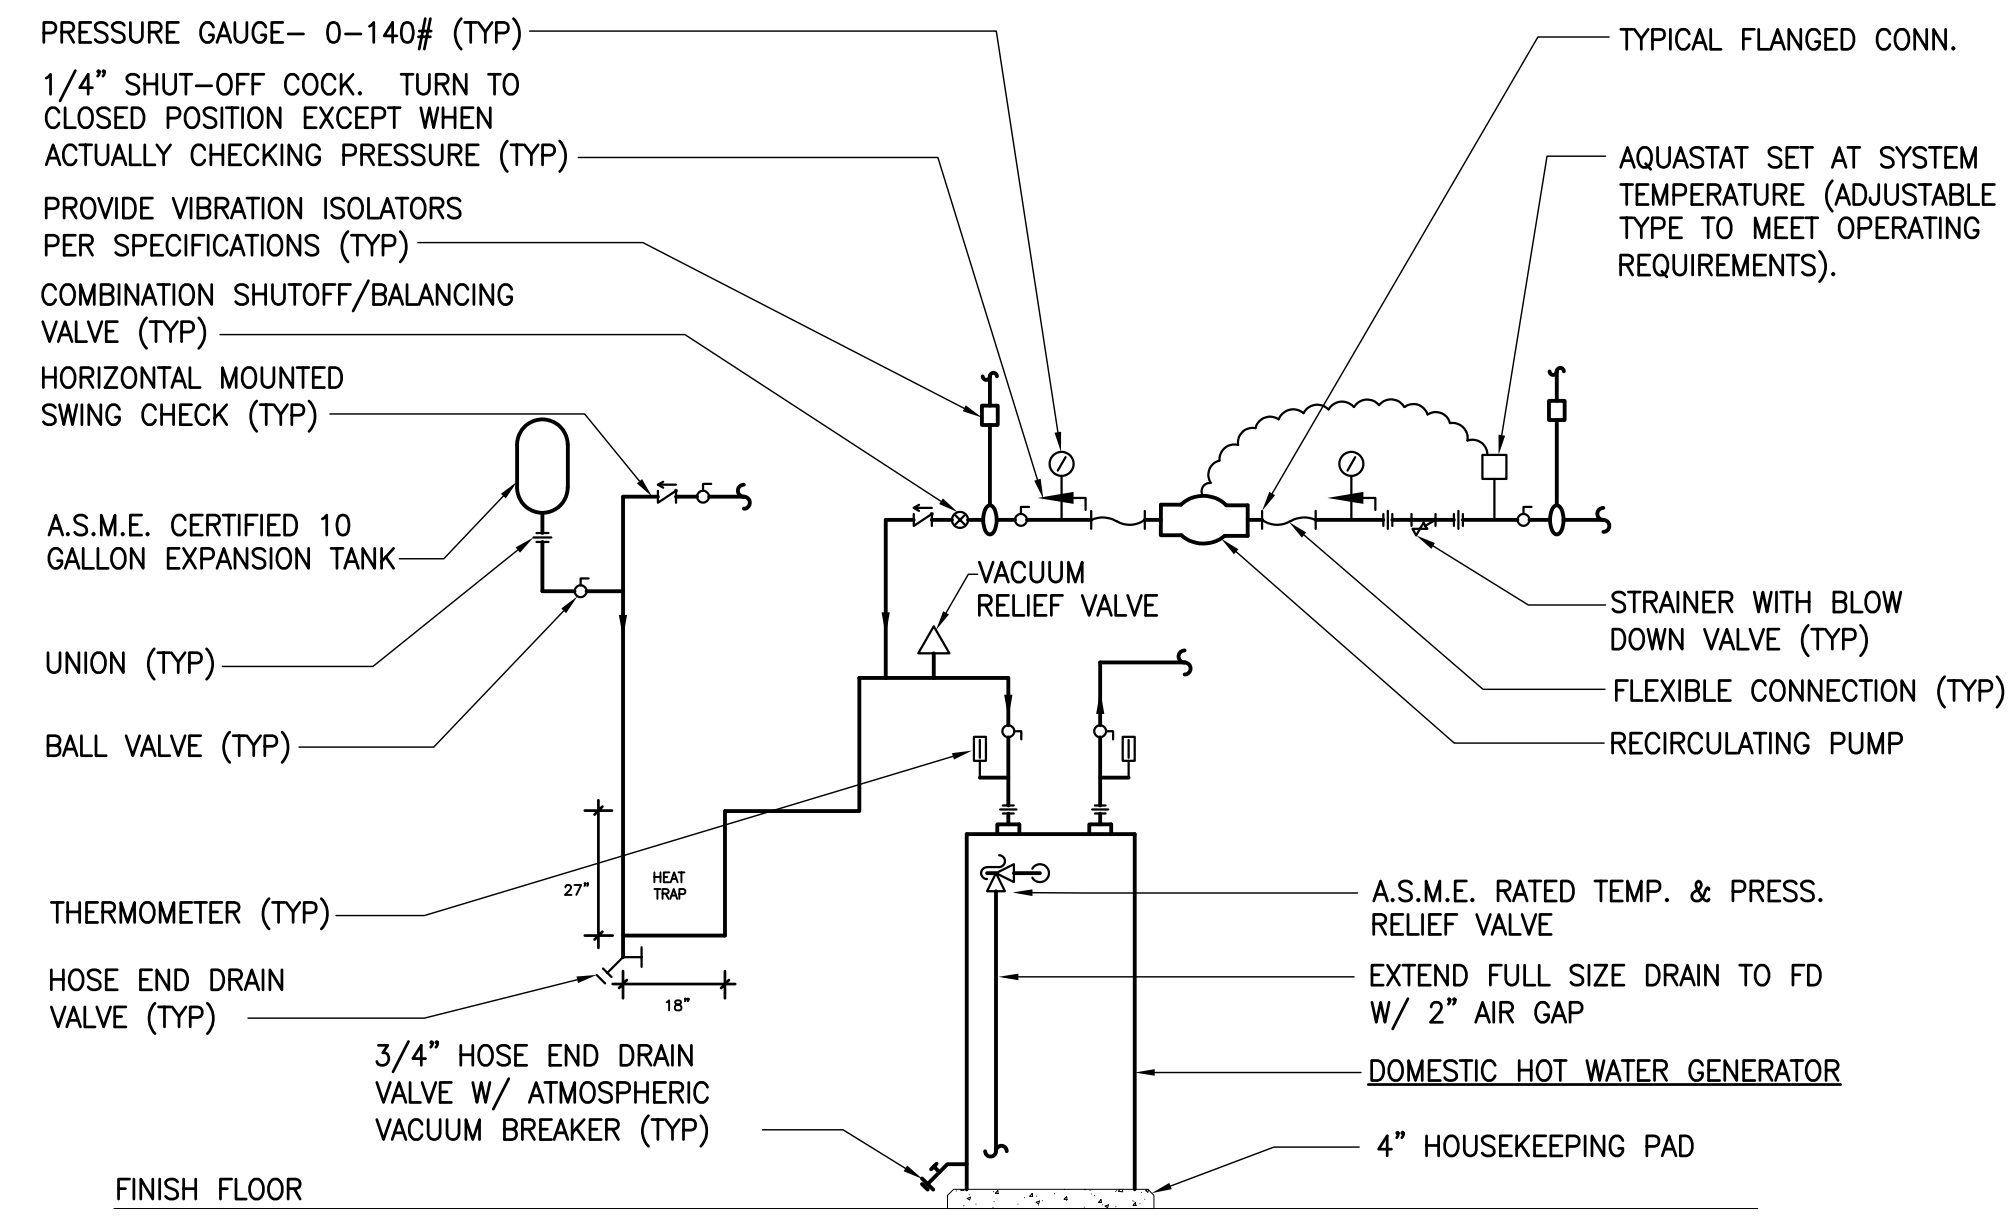 PRESSURE GAUGE- 0-140# (TYP)
1/4" SHUT-OFF COCK. TURN TO
CLOSED POSITION EXCEPT WHEN
ACTUALLY CHECKING PRESSURE (TYP)
PROVIDE VIBRATION ISOLATORS
PER SPECIFICATIONS (TYP)
COMBINATION SHUTOFF/BALANCING
VALVE (TYP)
HORIZONTAL MOUNTED
SWING CHECK (TYP)
A.S.M.E. CERTIFIED 10
GALLON EXPANSION TANK
UNION (TYP)
BALL VALVE (TYP)
THERMOMETER (TYP)
HOSE END DRAIN
VALVE (TYP)
27"
HEAT
TRAP
18"
3/4" HOSE END DRAIN
VALVE W/ ATMOSPHERIC
VACUUM BREAKER (TYP)
FINISH FLOOR
VACUUM
RELIEF VALVE
TYPICAL FLANGED CONN.
AQUASTAT SET AT SYSTEM
TEMPERATURE (ADJUSTABLE
TYPE TO MEET OPERATING
REQUIREMENTS).
STRAINER WITH BLOW
DOWN VALVE (TYP)
FLEXIBLE CONNECTION (TYP)
RECIRCULATING PUMP
A.S.M.E. RATED TEMP. & PRESS.
RELIEF VALVE
EXTEND FULL SIZE DRAIN TO FD
W/ 2" AIR GAP
DOMESTIC HOT WATER GENERATOR
4" HOUSEKEEPING PAD